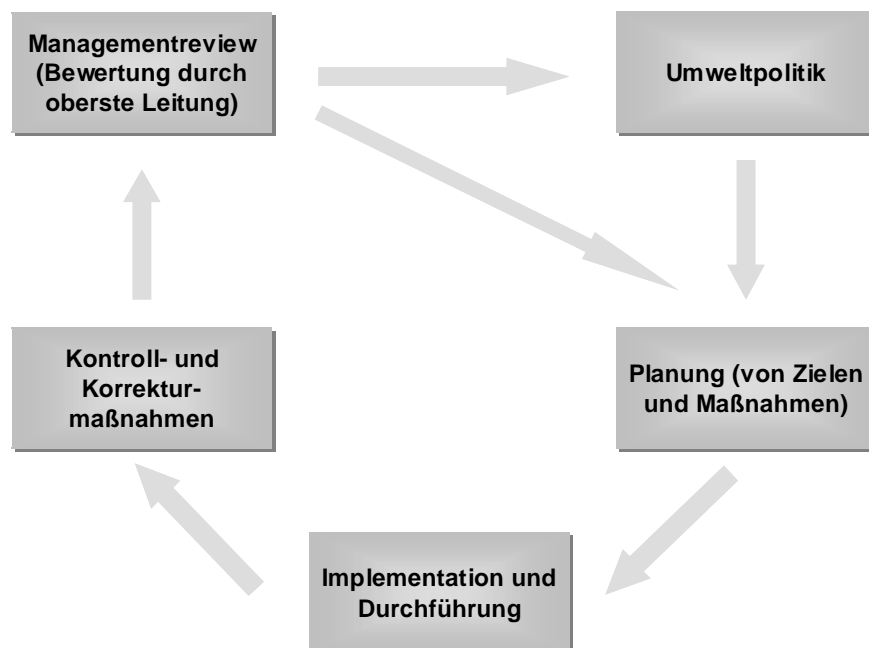 Managementreview
(Bewertung durch
oberste Leitung)
Umweltpolitik
Kontroll- und
Korrektur-
maßnahmen
Planung (von Zielen
und Maßnahmen)
Implementation und
Durchführung